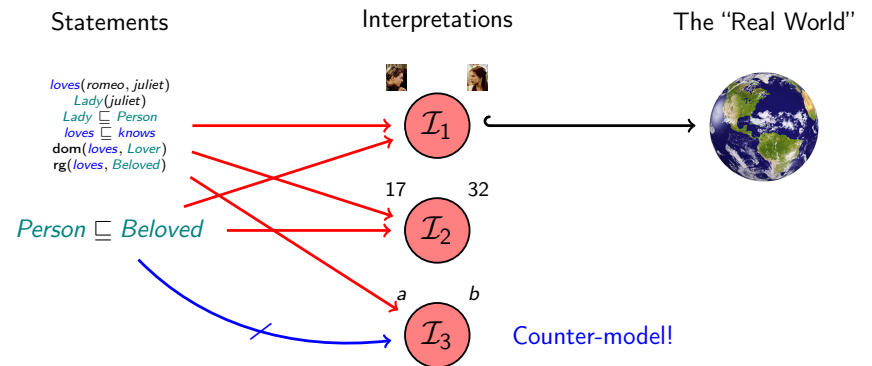 Statements
Interpretations
The “Real World”
loves(romeo, juliet)
Lady(juliet)
Lady ⊑ Person
loves ⊑ knows
dom(loves, Lover)
rg(loves, Beloved)
Person ⊑ Beloved
ℐ₁
17 32
ℐ₂
a b
ℐ₃
Counter-model!